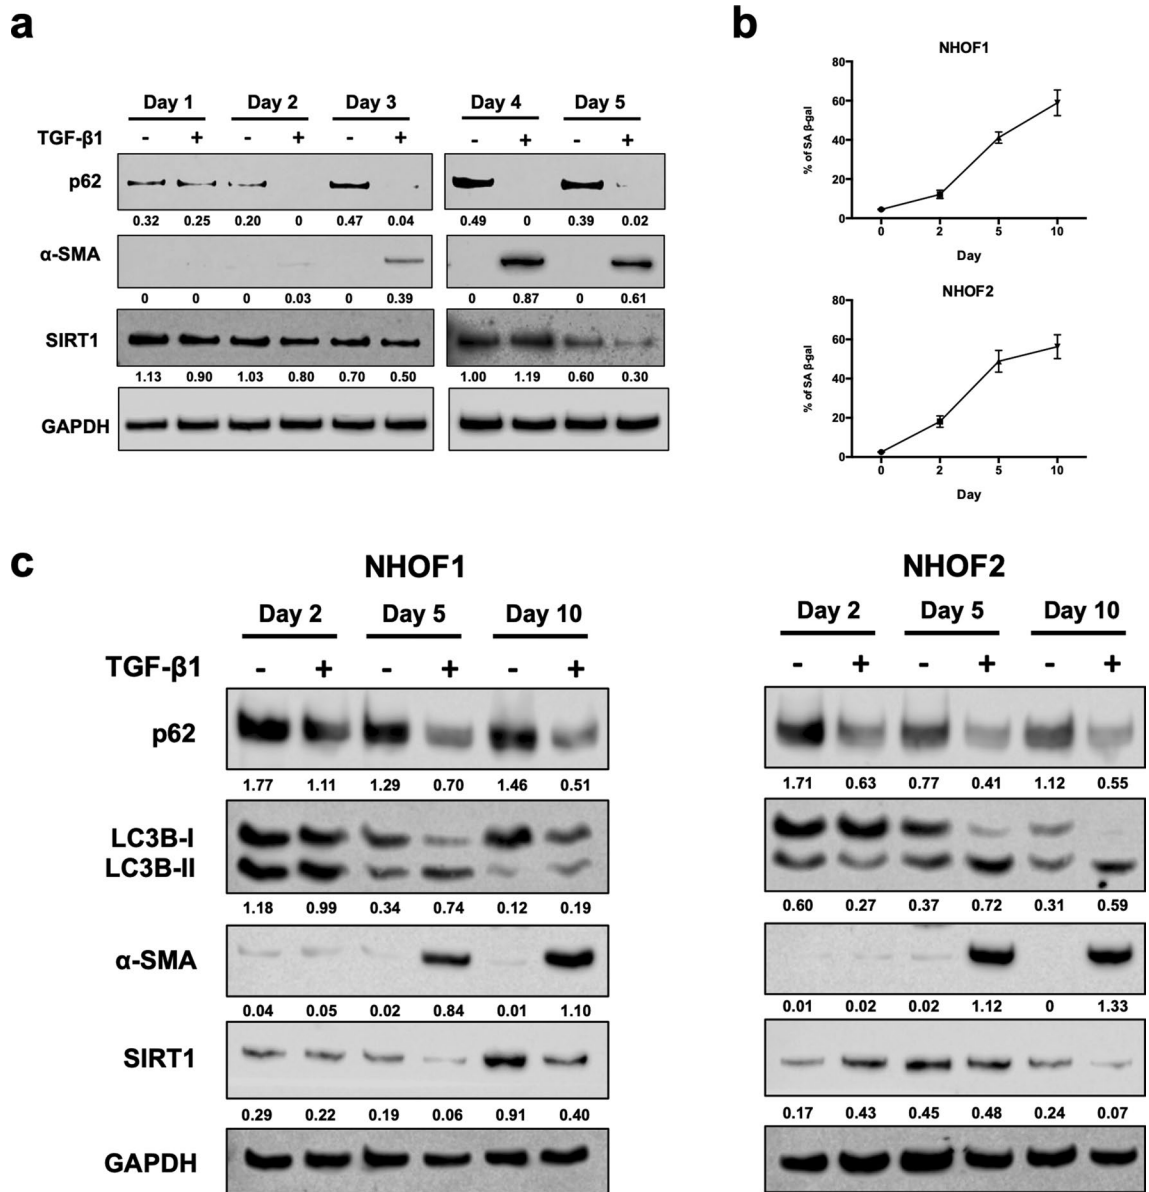 a
Day 1 Day 2 Day 3 Day 4 Day 5
TGF-β1 - + - + - + - + - +
p62
0.32 0.25 0.20 0 0.47 0.04 0.49 0 0.39 0.02
α-SMA
0 0 0 0.03 0 0.39 0 0.87 0 0.61
SIRT1
1.13 0.90 1.03 0.80 0.70 0.50 1.00 1.19 0.60 0.30
GAPDH
b
NHOF1
% of SA β-gal
80
60
40
20
0
0 2 5 10
Day
NHOF2
% of SA β-gal
80
60
40
20
0
0 2 5 10
Day
c
NHOF1
Day 2 Day 5 Day 10
TGF-β1 - + - + - +
p62
1.77 1.11 1.29 0.70 1.46 0.51
LC3B-I
LC3B-II
1.18 0.99 0.34 0.74 0.12 0.19
α-SMA
0.04 0.05 0.02 0.84 0.01 1.10
SIRT1
0.29 0.22 0.19 0.06 0.91 0.40
GAPDH
NHOF2
Day 2 Day 5 Day 10
- + - + - +
1.71 0.63 0.77 0.41 1.12 0.55
0.60 0.27 0.37 0.72 0.31 0.59
0.01 0.02 0.02 1.12 0 1.33
0.17 0.43 0.45 0.48 0.24 0.07